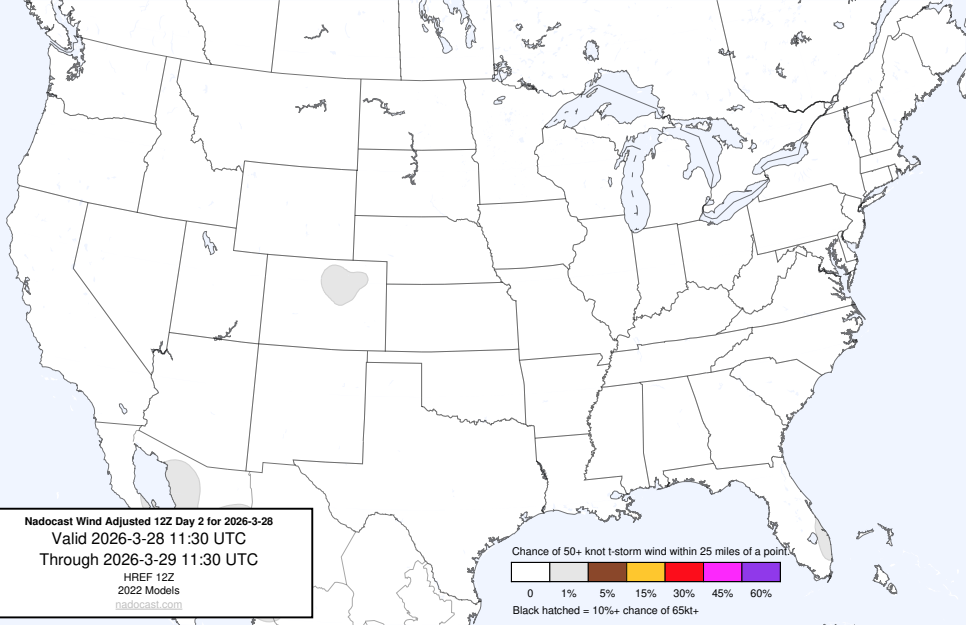 Nadocast Wind Adjusted 12Z Day 2 for 2026-3-28
Valid 2026-3-28 11:30 UTC
Through 2026-3-29 11:30 UTC
HREF 12Z
2022 Models
nadocast.com
Chance of 50+ knot t-storm wind within 25 miles of a point.
0 1% 5% 15% 30% 45% 60%
Black hatched = 10%+ chance of 65kt+